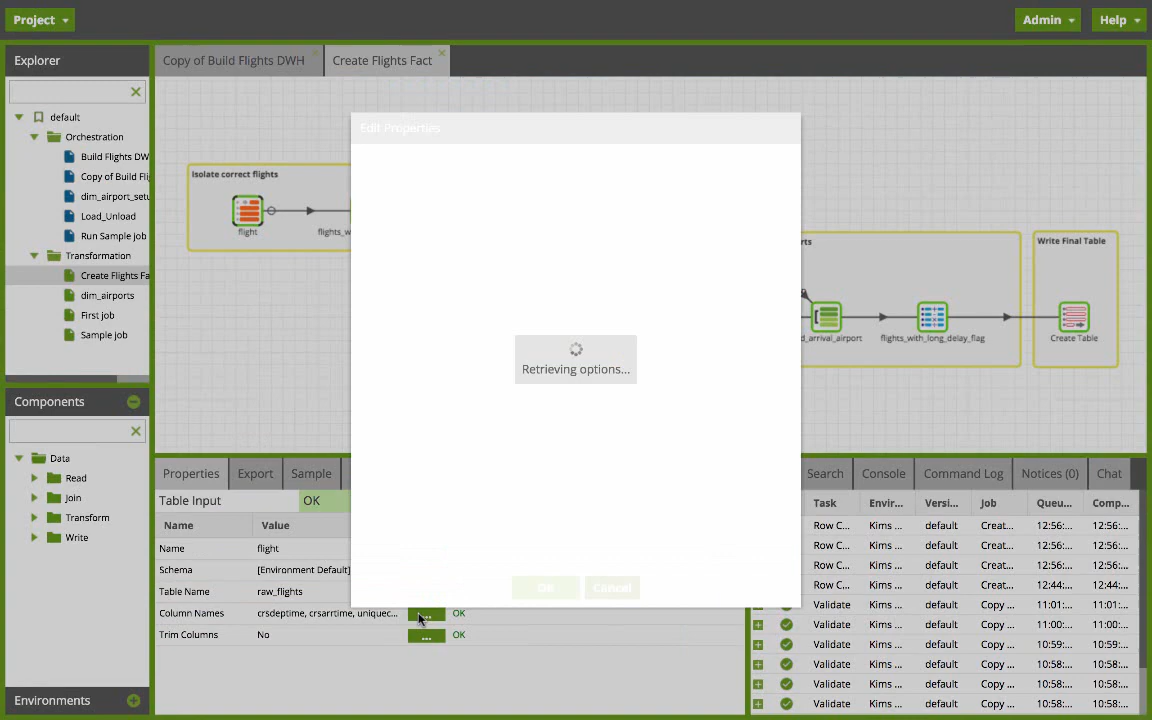 Project
Admin
Help
Explorer
Copy of Build Flights DWH
Create Flights Fact
Edit Properties
default
Orchestration
Build Flights DW
Copy of Build Fli
dim_airport_setu
Load_Unload
Run Sample job
Transformation
Create Flights Fa
dim_airports
First job
Sample job
Isolate correct flights
flight
flights_w
rts
d_arrival_airport
flights_with_long_delay_flag
Write Final Table
Create Table
Retrieving options...
OK
Cancel
Components
Data
Read
Join
Transform
Write
Environments
Properties
Export
Sample
Table Input
OK
Name
Value
Name
flight
Schema
[Environment Default]
Table Name
raw_flights
Column Names
crsdeptime, crsarrtime, uniquec...
...
OK
Trim Columns
No
...
OK
Search
Console
Command Log
Notices (0)
Chat
Task
Envir...
Versi...
Job
Queu...
Comp...
Row C...
Kims ...
default
Creat...
12:56:...
12:56:...
Row C...
Kims ...
default
Creat...
12:56:...
12:56:...
Row C...
Kims ...
default
Creat...
12:56:...
12:56:...
Row C...
Kims ...
default
Creat...
12:44:...
12:44:...
Validate
Kims ...
default
Copy ...
11:01:...
11:01:...
Validate
Kims ...
default
Copy ...
11:00:...
11:00:...
Validate
Kims ...
default
Copy ...
10:59:...
10:59:...
Validate
Kims ...
default
Copy ...
10:58:...
10:58:...
Validate
Kims ...
default
Copy ...
10:58:...
10:58:...
Validate
Kims ...
default
Copy ...
10:58:...
10:58:...